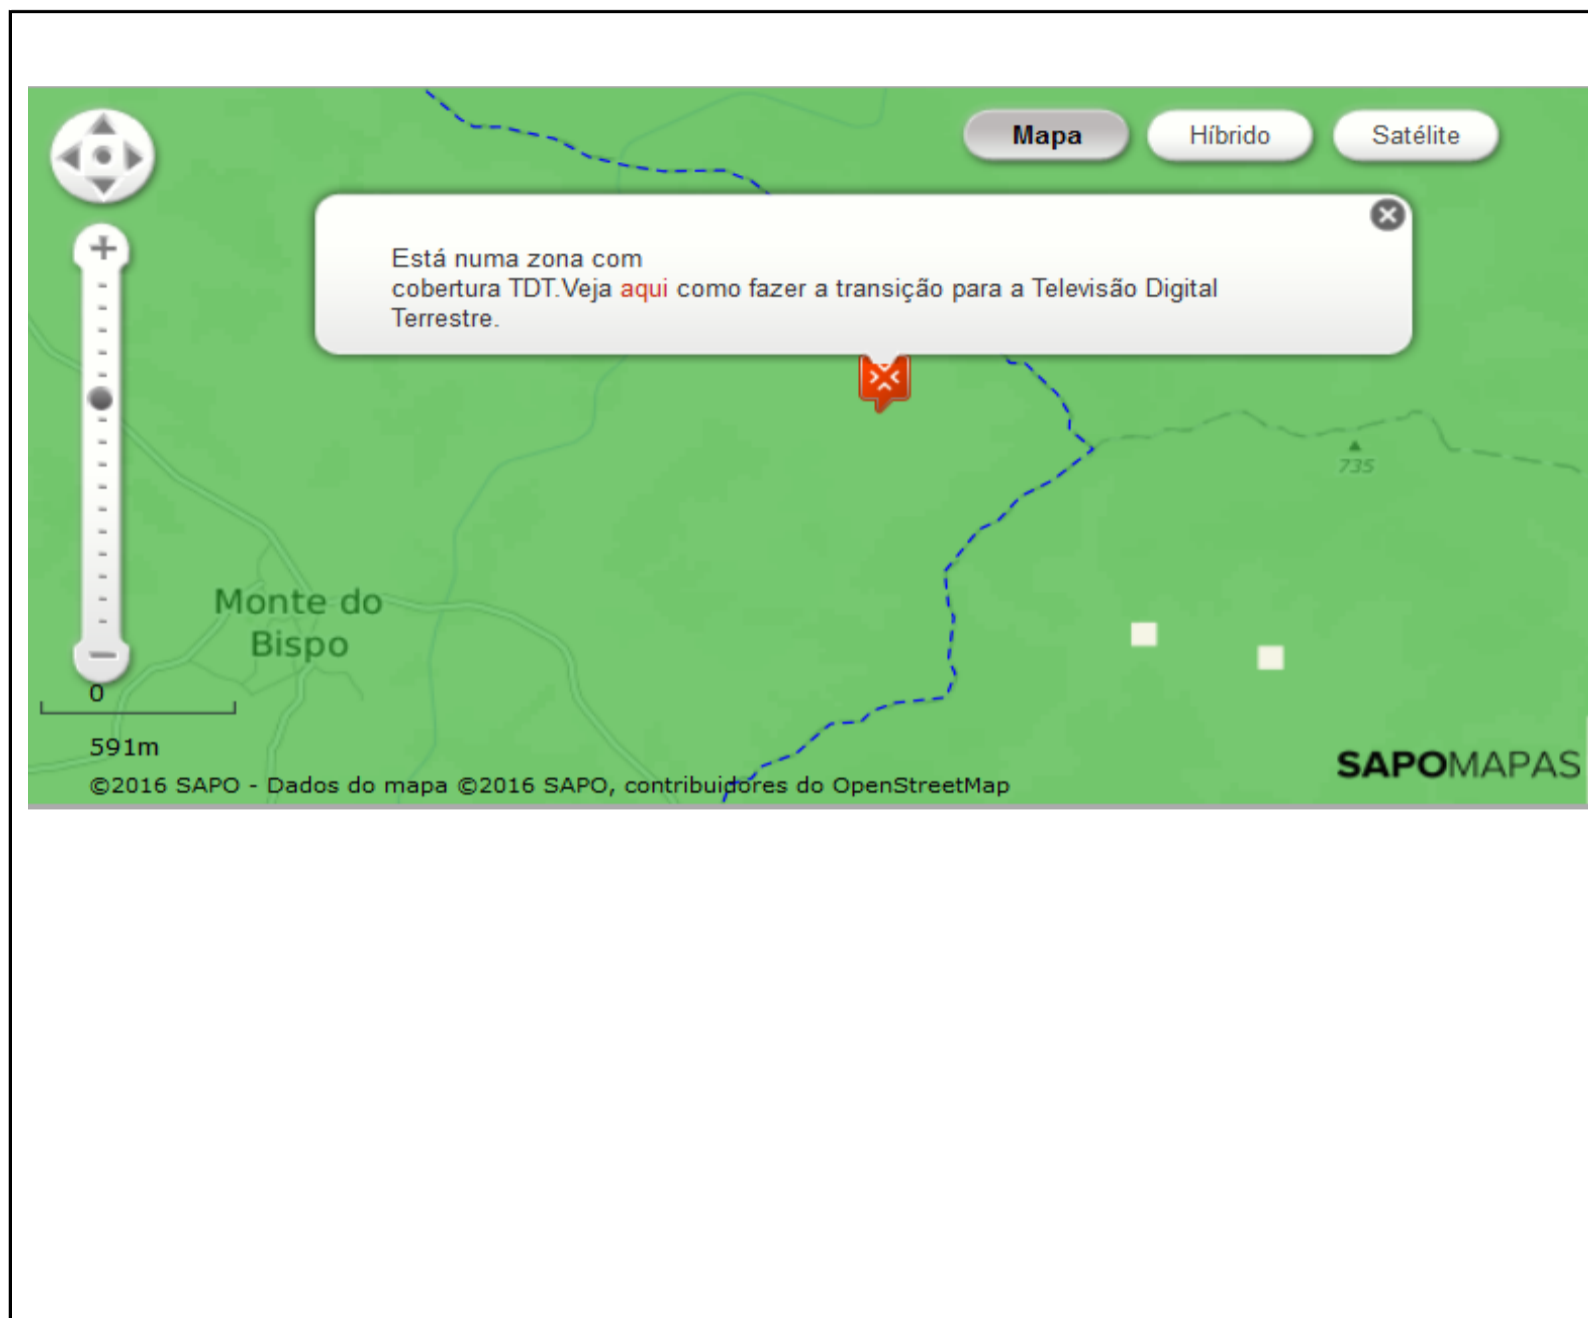 Mapa
Híbrido
Satélite
Está numa zona com
cobertura TDT.Veja aqui como fazer a transição para a Televisão Digital
Terrestre.
735
Monte do
Bispo
0
591m
SAPOMAPAS
©2016 SAPO - Dados do mapa ©2016 SAPO, contribuidores do OpenStreetMap